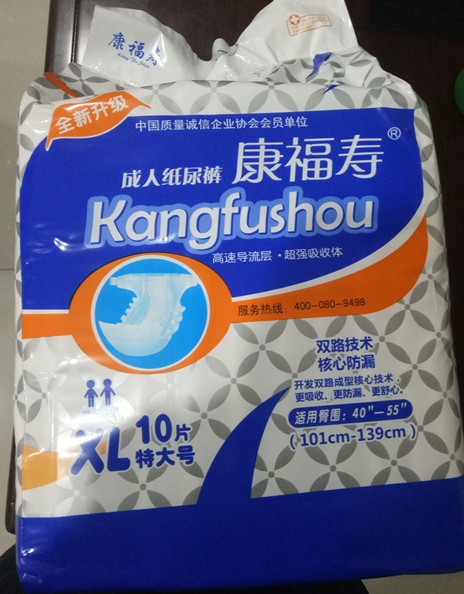 康福寿
全新升级
中国质量诚信企业协会会员单位
成人纸尿裤 康福寿®
Kangfushou
高速导流层·超强吸收体
服务热线：400-080-9498
双路技术
核心防漏
开发双路成型核心技术，
更吸收、更防漏、更舒心。
适用臀围：40"—55"
(101cm-139cm)
XL 10片
特大号